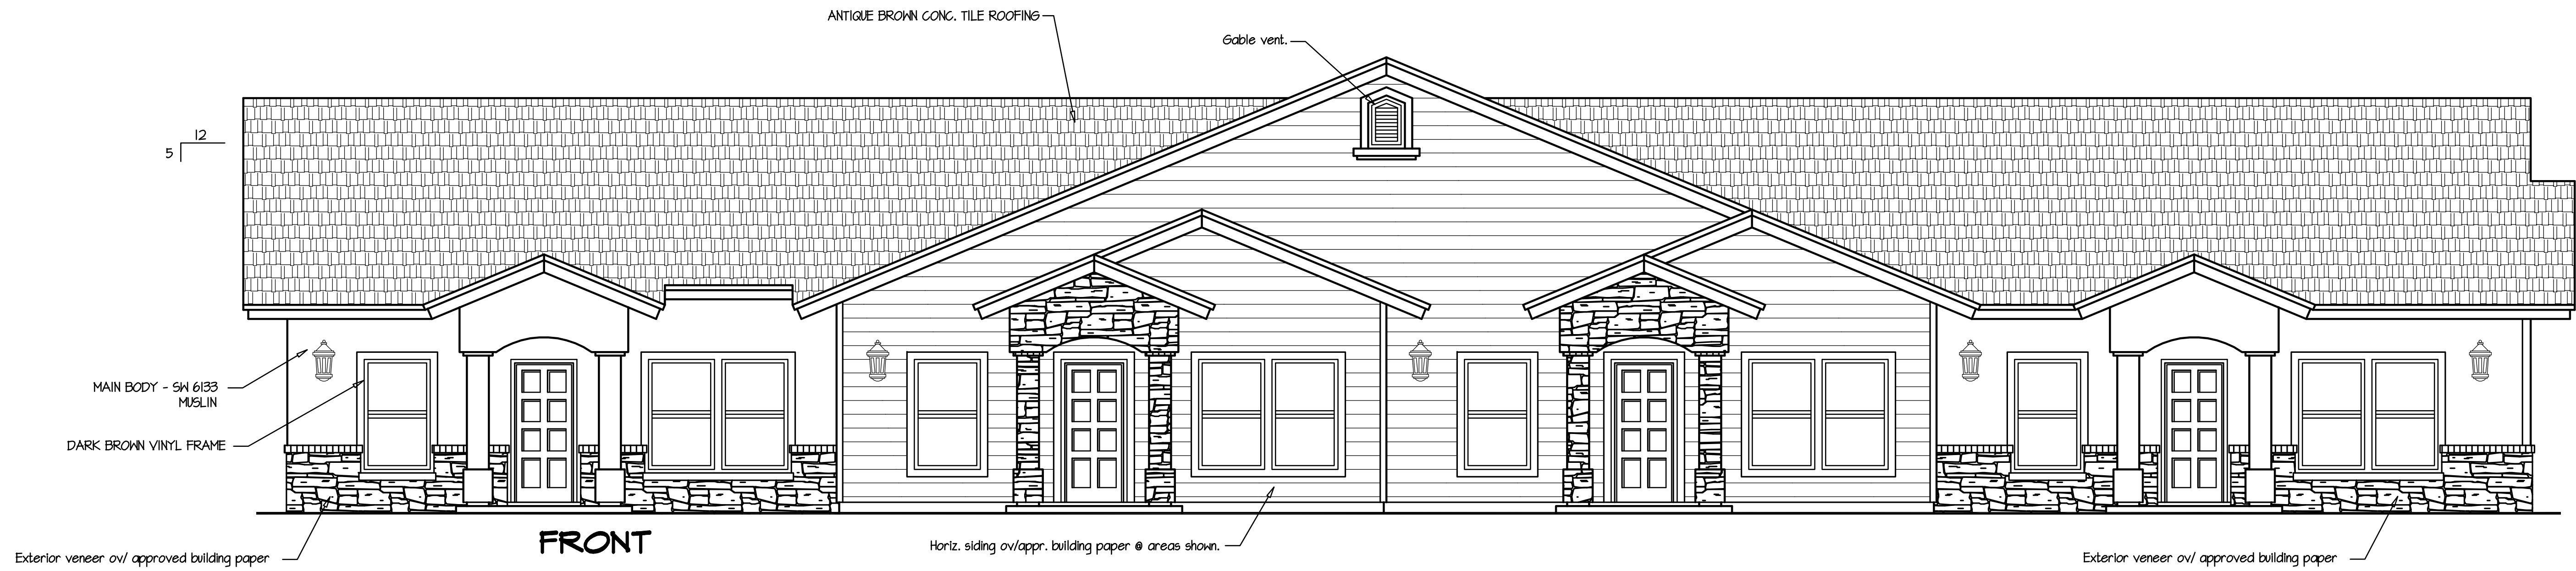 ANTIQUE BROWN CONC. TILE ROOFING
Gable vent.
12
5
MAIN BODY - SW 6133
MUSLIN
DARK BROWN VINYL FRAME
FRONT
Horiz. siding ov/appr. building paper @ areas shown.
Exterior veneer ov/ approved building paper
Exterior veneer ov/ approved building paper